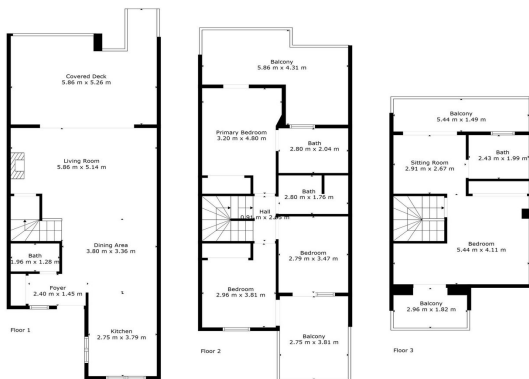 Covered Deck
5.86 m x 5.26 m
Living Room
5.86 m x 5.14 m
Dining Area
3.80 m x 3.36 m
Bath
1.96 m x 1.28 m
Foyer
2.40 m x 1.45 m
Kitchen
2.75 m x 3.79 m
Floor 1
Balcony
5.86 m x 4.31 m
Primary Bedroom
3.20 m x 4.80 m
Bath
2.80 m x 2.04 m
Bath
2.80 m x 1.76 m
Hall
Bedroom
2.79 m x 3.47 m
Bedroom
2.96 m x 3.81 m
Balcony
2.75 m x 3.81 m
Floor 2
Balcony
5.44 m x 1.49 m
Sitting Room
2.91 m x 2.67 m
Bath
2.43 m x 1.99 m
Bedroom
5.44 m x 4.11 m
Balcony
2.96 m x 1.82 m
Floor 3